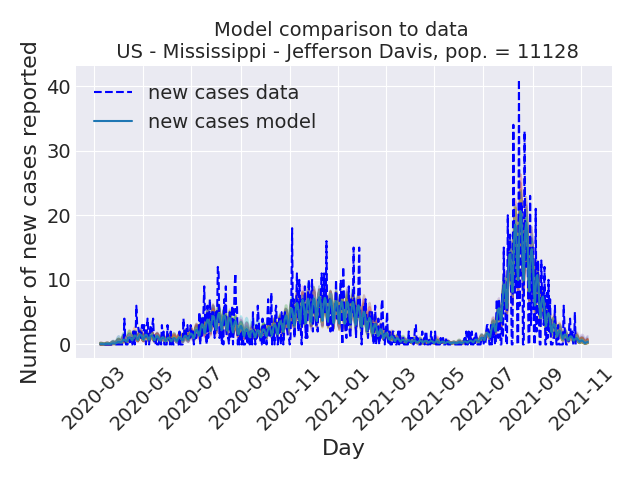 Model comparison to data
US - Mississippi - Jefferson Davis, pop. = 11128
Number of new cases reported
40
30
20
10
0
new cases data
new cases model
2020-03
2020-05
2020-07
2020-09
2020-11
2021-01
2021-03
2021-05
2021-07
2021-09
2021-11
Day